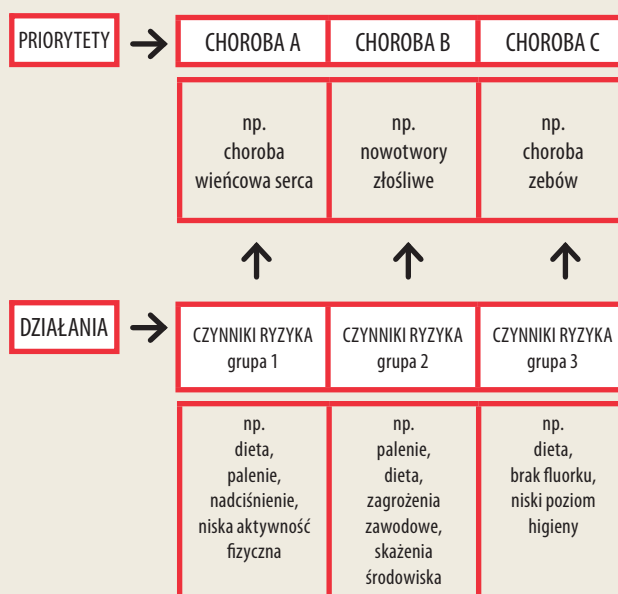 PRIORYTETY
CHOROBA A
CHOROBA B
CHOROBA C
np.
choroba
wieńcowa serca
np.
nowotwory
złośliwe
np.
choroba
zebów
DZIAŁANIA
CZYNNIKI RYZYKA
grupa 1
CZYNNIKI RYZYKA
grupa 2
CZYNNIKI RYZYKA
grupa 3
np.
dieta,
palenie,
nadciśnienie,
niska aktywność
fizyczna
np.
palenie,
dieta,
zagrożenia
zawodowe,
skażenia
środowiska
np.
dieta,
brak fluorku,
niski poziom
higieny